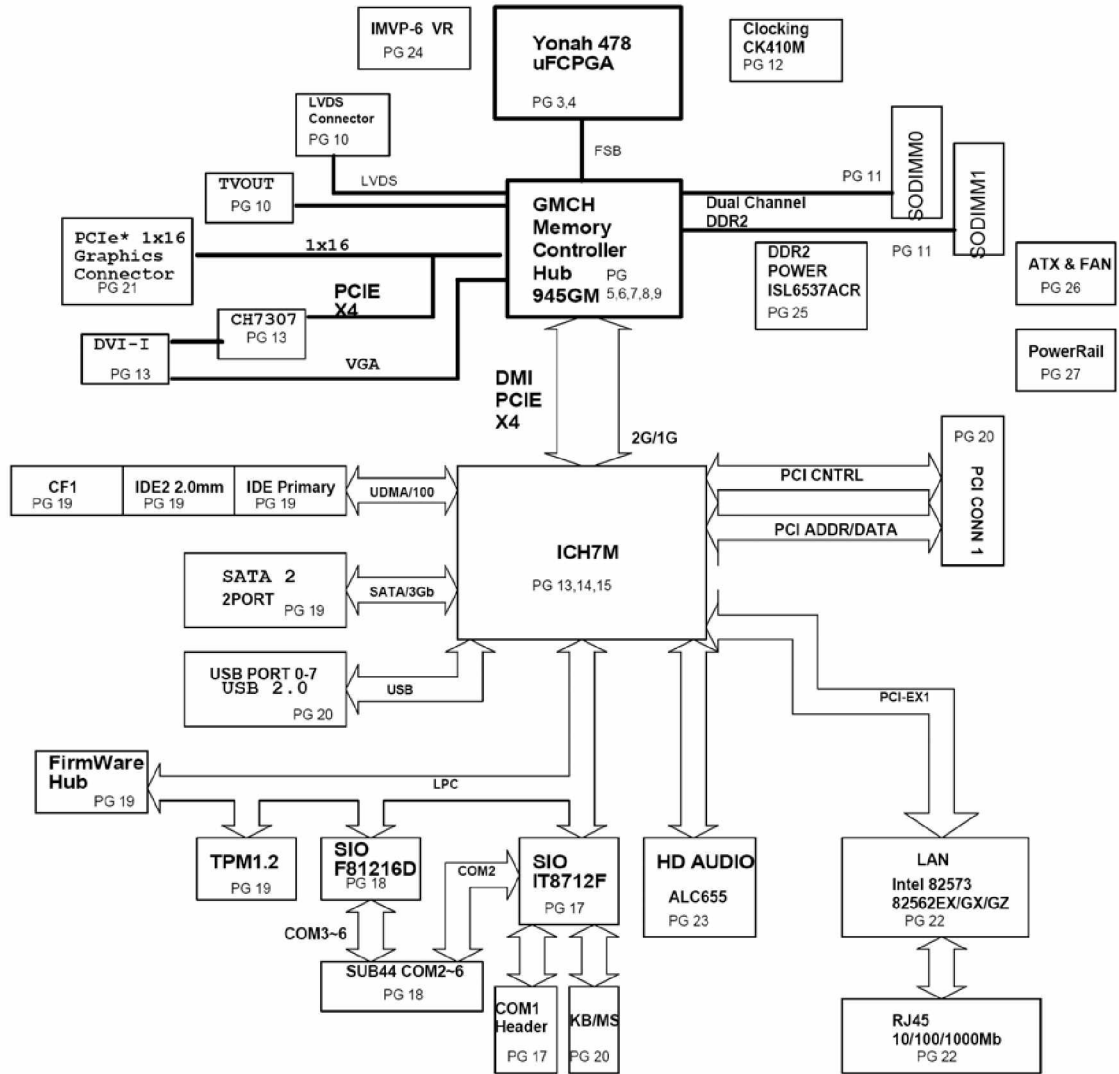 IMVP-6 VR
PG 24
Yonah 478
uFCPGA
PG 3,4
Clocking
CK410M
PG 12
LVDS
Connector
PG 10
FSB
LVDS
TVOUT
PG 10
PG 11
SODIMM0
SODIMM1
Dual Channel
DDR2
PG 11
GMCH
Memory
Controller
Hub
945GM
PG
5,6,7,8,9
PCIe* 1x16
Graphics
Connector
PG 21
1x16
PCIE
X4
CH7307
PG 13
DVI-I
PG 13
VGA
DDR2
POWER
ISL6537ACR
PG 25
ATX & FAN
PG 26
PowerRail
PG 27
DMI
PCIE
X4
2G/1G
CF1
PG 19
IDE2 2.0mm
PG 19
IDE Primary
PG 19
UDMA/100
ICH7M
PG 13,14,15
PCI CNTRL
PCI ADDR/DATA
PG 20
PCI CONN 1
SATA 2
2PORT
PG 19
SATA/3Gb
USB PORT 0-7
USB 2.0
PG 20
USB
PCI-EX1
FirmWare
Hub
PG 19
LPC
TPM1.2
PG 19
SIO
F81216D
PG 18
COM2
SIO
IT8712F
PG 17
HD AUDIO
ALC655
PG 23
LAN
Intel 82573
82562EX/GX/GZ
PG 22
COM3~6
SUB44 COM2~6
PG 18
COM1
Header
PG 17
KB/MS
PG 20
RJ45
10/100/1000Mb
PG 22